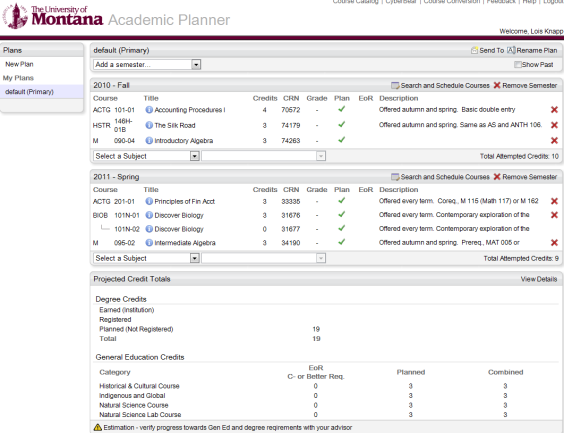 Course Catalog | CyberBear | Course Conversion | Feedback | Help | Logout
The University of
Montana Academic Planner
Welcome, Lois Knapp
Plans
New Plan
My Plans
default (Primary)
default (Primary)
Send To Rename Plan
Add a semester...
Show Past
2010 - Fall
Search and Schedule Courses Remove Semester
Course Title Credits CRN Grade Plan EoR Description
ACTG 101-01 Accounting Procedures I 4 70572 - Offered autumn and spring. Basic double entry
HSTR 146H-01B The Silk Road 3 74179 - Offered autumn and spring. Same as AS and ANTH 106.
M 090-04 Introductory Algebra 3 74263 -
Select a Subject
Total Attempted Credits: 10
2011 - Spring
Search and Schedule Courses Remove Semester
Course Title Credits CRN Grade Plan EoR Description
ACTG 201-01 Principles of Fin Acct 3 33335 - Offered every term. Coreq., M 115 (Math 117) or M 162
BIOB 101N-01 Discover Biology 3 31676 - Offered every term. Contemporary exploration of the
101N-02 Discover Biology 0 31677 - Offered every term. Contemporary exploration of the
M 095-02 Intermediate Algebra 3 34190 - Offered autumn and spring. Prereq., MAT 005 or
Select a Subject
Total Attempted Credits: 9
Projected Credit Totals
View Details
Degree Credits
Earned (Institution)
Registered
Planned (Not Registered) 19
Total 19
General Education Credits
Category EoR C- or Better Req. Planned Combined
Historical & Cultural Course 0 3 3
Indigenous and Global 0 3 3
Natural Science Course 0 3 3
Natural Science Lab Course 0 3 3
Estimation - verify progress towards Gen Ed and degree reqirements with your advisor